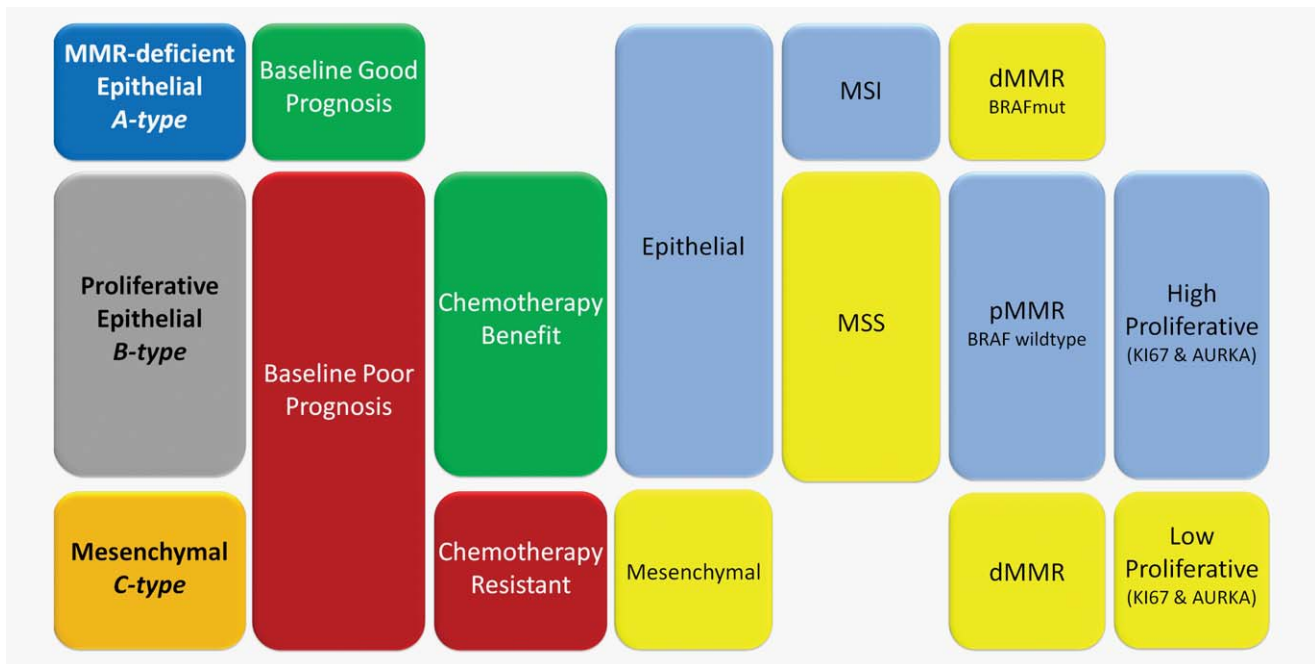 MMR-deficient
Epithelial
A-type
Baseline Good
Prognosis
MSI
dMMR
BRAFmut
Proliferative
Epithelial
B-type
Baseline Poor
Prognosis
Chemotherapy
Benefit
Epithelial
MSS
pMMR
BRAF wildtype
High
Proliferative
(KI67 & AURKA)
Mesenchymal
C-type
Chemotherapy
Resistant
Mesenchymal
dMMR
Low
Proliferative
(KI67 & AURKA)